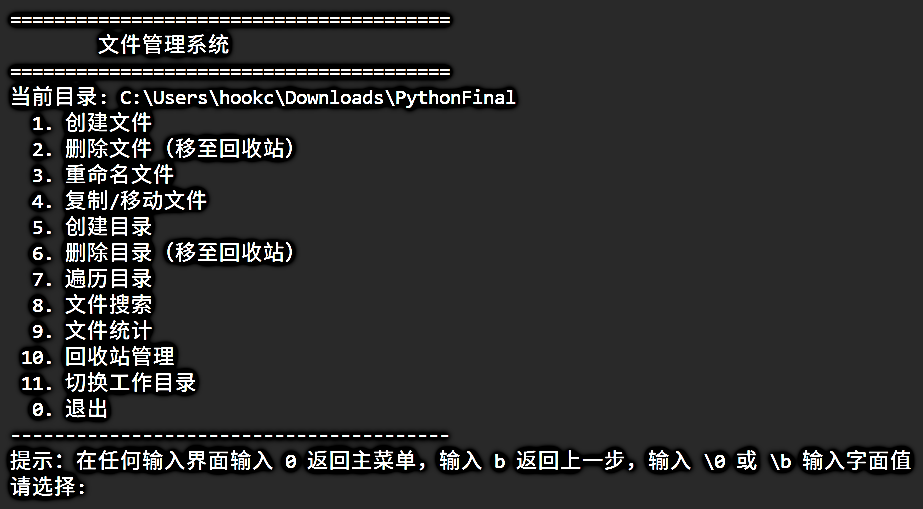 ========================================
文件管理系统
========================================
当前目录: C:\Users\hookc\Downloads\PythonFinal
1. 创建文件
2. 删除文件（移至回收站）
3. 重命名文件
4. 复制/移动文件
5. 创建目录
6. 删除目录（移至回收站）
7. 遍历目录
8. 文件搜索
9. 文件统计
10. 回收站管理
11. 切换工作目录
0. 退出
----------------------------------------
提示: 在任何输入界面输入 0 返回主菜单，输入 b 返回上一步，输入 \0 或 \b 输入字面值
请选择: